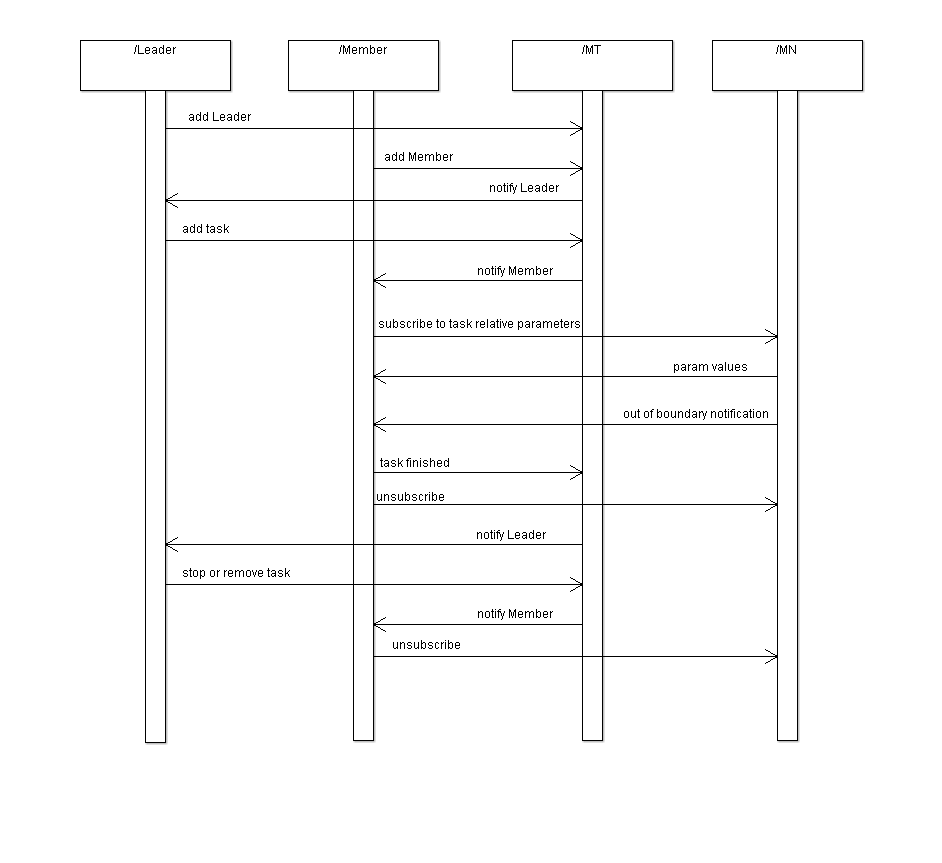 /Leader
/Member
/MT
/MN
add Leader
add Member
notify Leader
add task
notify Member
subscribe to task relative parameters
param values
out of boundary notification
task finished
unsubscribe
notify Leader
stop or remove task
notify Member
unsubscribe